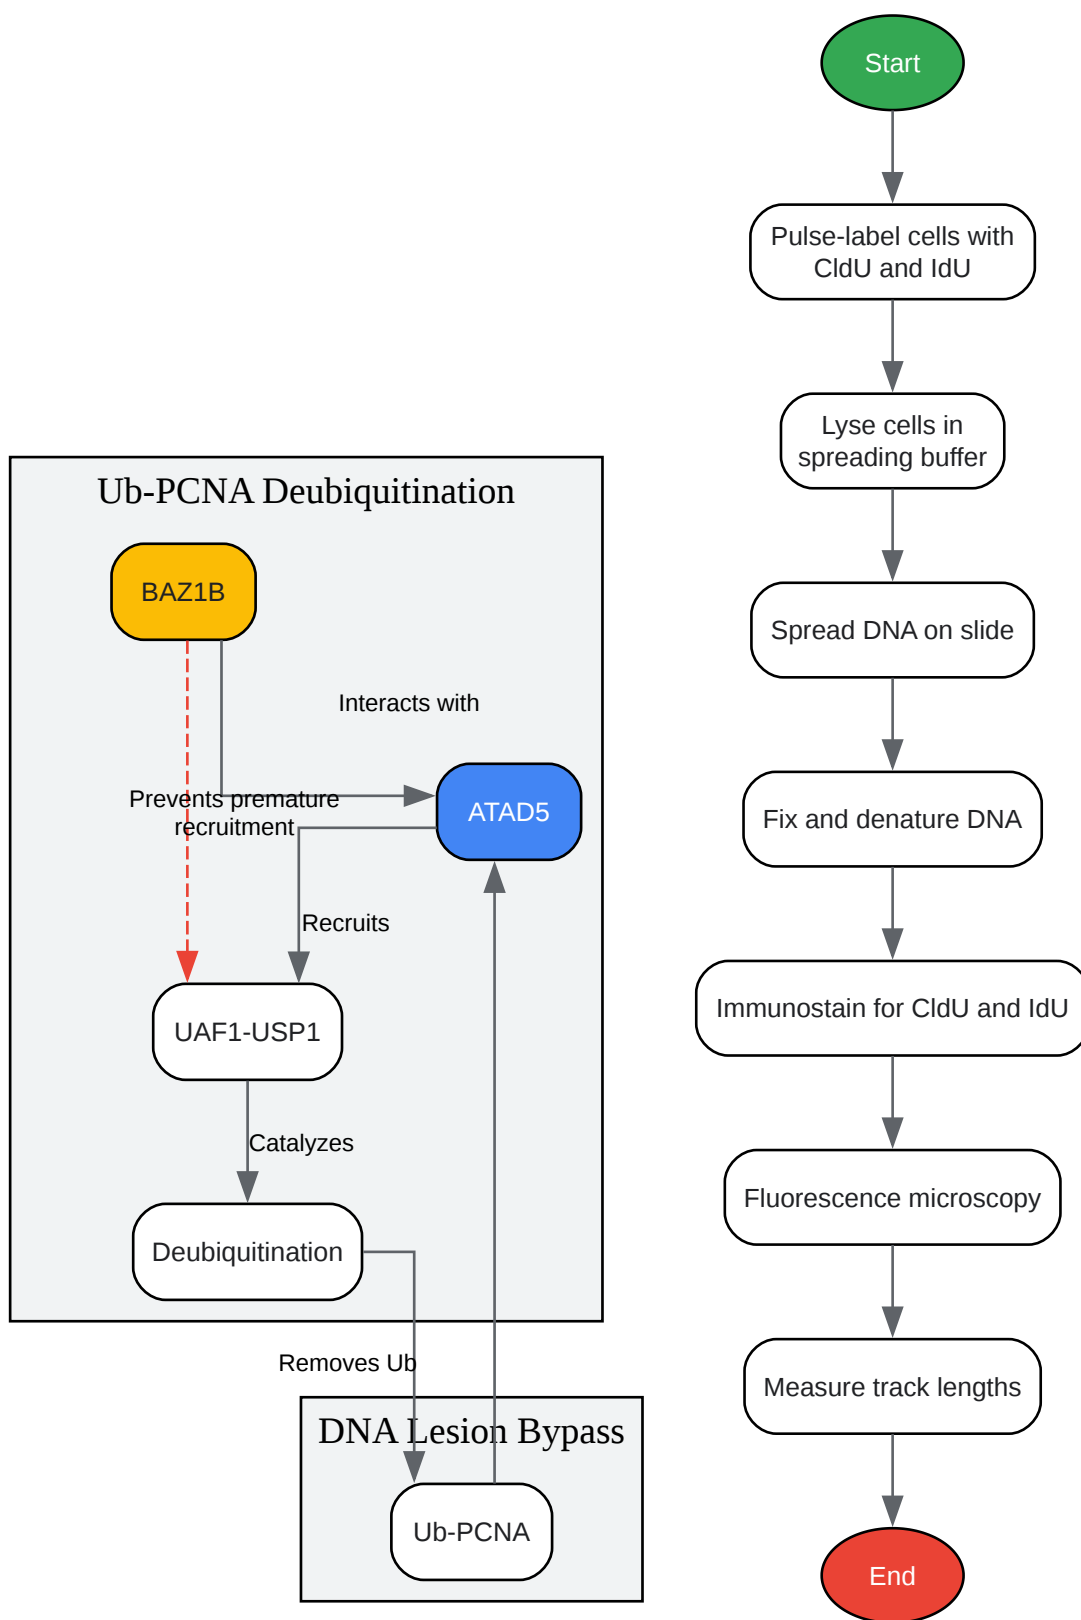 Ub-PCNA Deubiquitination
BAZ1B
Interacts with
Prevents premature
recruitment
ATAD5
Recruits
UAF1-USP1
Catalyzes
Deubiquitination
Removes Ub
DNA Lesion Bypass
Ub-PCNA
Start
Pulse-label cells with
CldU and IdU
Lyse cells in
spreading buffer
Spread DNA on slide
Fix and denature DNA
Immunostain for CldU and IdU
Fluorescence microscopy
Measure track lengths
End